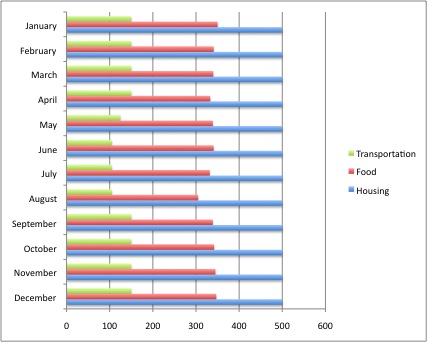 January
February
March
April
May
June
July
August
September
October
November
December
0 100 200 300 400 500 600
Transportation
Food
Housing